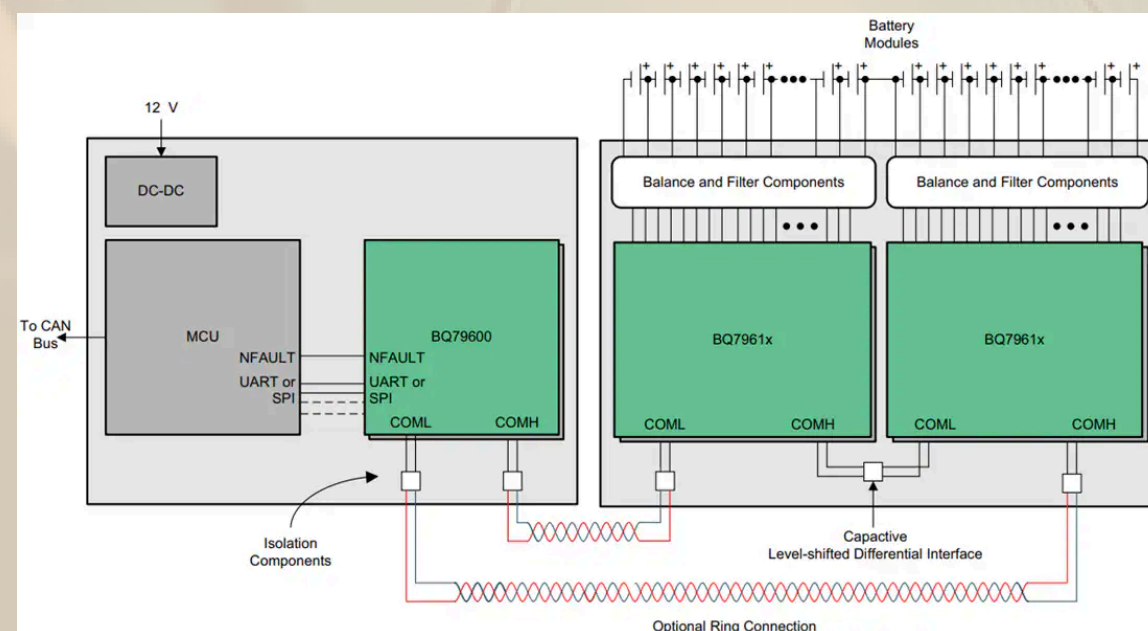 Battery
Modules
12 V
DC-DC
Balance and Filter Components
Balance and Filter Components
To CAN
Bus
MCU
BQ79600
BQ7961x
BQ7961x
NFAULT
NFAULT
UART or
SPI
UART or
SPI
COML
COMH
COML
COMH
COML
COMH
Isolation
Components
Capactive
Level-shifted Differential Interface
Optional Ring Connection